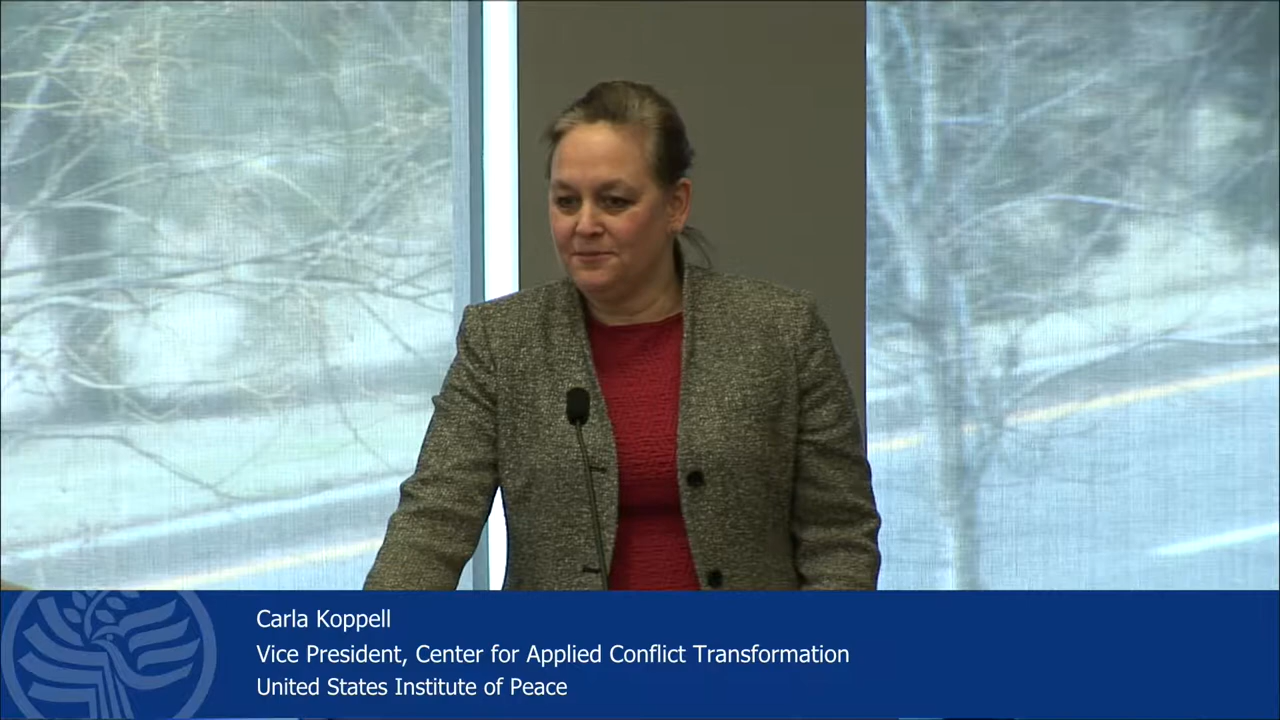 Carla Koppell
Vice President, Center for Applied Conflict Transformation
United States Institute of Peace